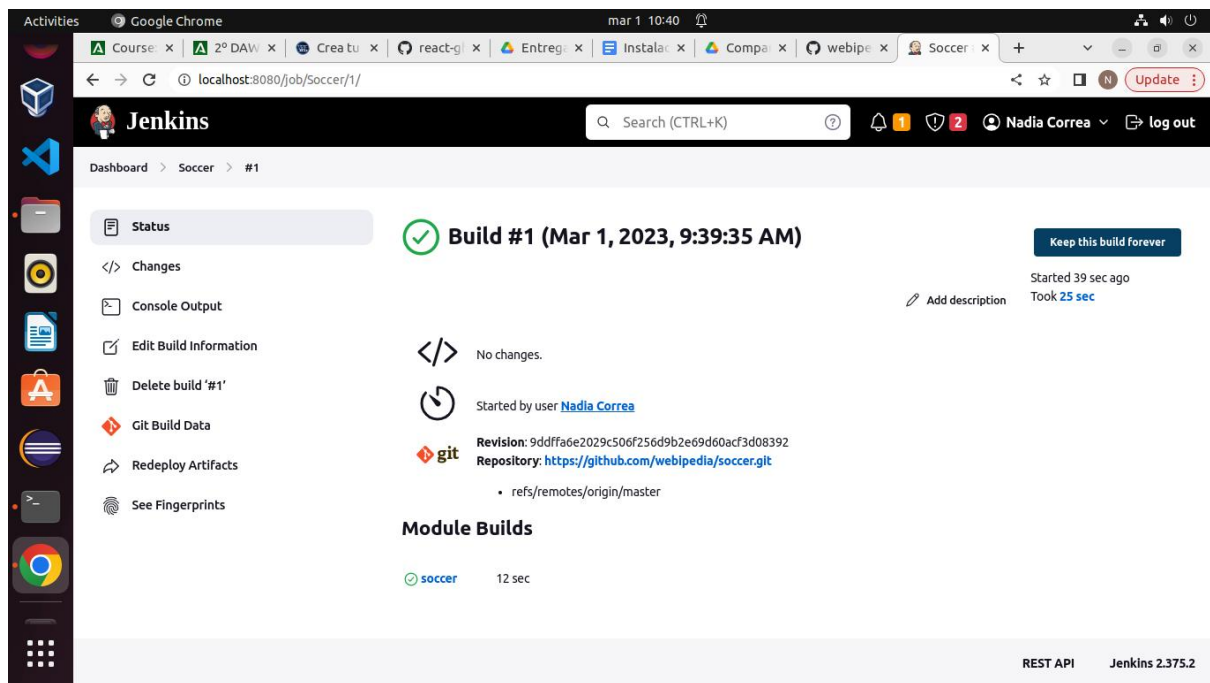 Activities Google Chrome mar 1 10:40
Course: 2º DAW Crea tu react-gl Entrega Instalac Compar webipe Soccer
localhost:8080/job/Soccer/1/ N Update
Jenkins Search (CTRL+K) 1 2 Nadia Correa log out
Dashboard > Soccer > #1
Status
Build #1 (Mar 1, 2023, 9:39:35 AM)
Keep this build forever
Changes
Started 39 sec ago
Add description Took 25 sec
Console Output
Edit Build Information
No changes.
Delete build ‘#1’
Started by user Nadia Correa
Git Build Data
git Revision: 9ddffa6e2029c506f256d9b2e69d60acf3d08392
Repository: https://github.com/webipedia/soccer.git
Redeploy Artifacts
• refs/remotes/origin/master
See Fingerprints
Module Builds
soccer 12 sec
REST API Jenkins 2.375.2